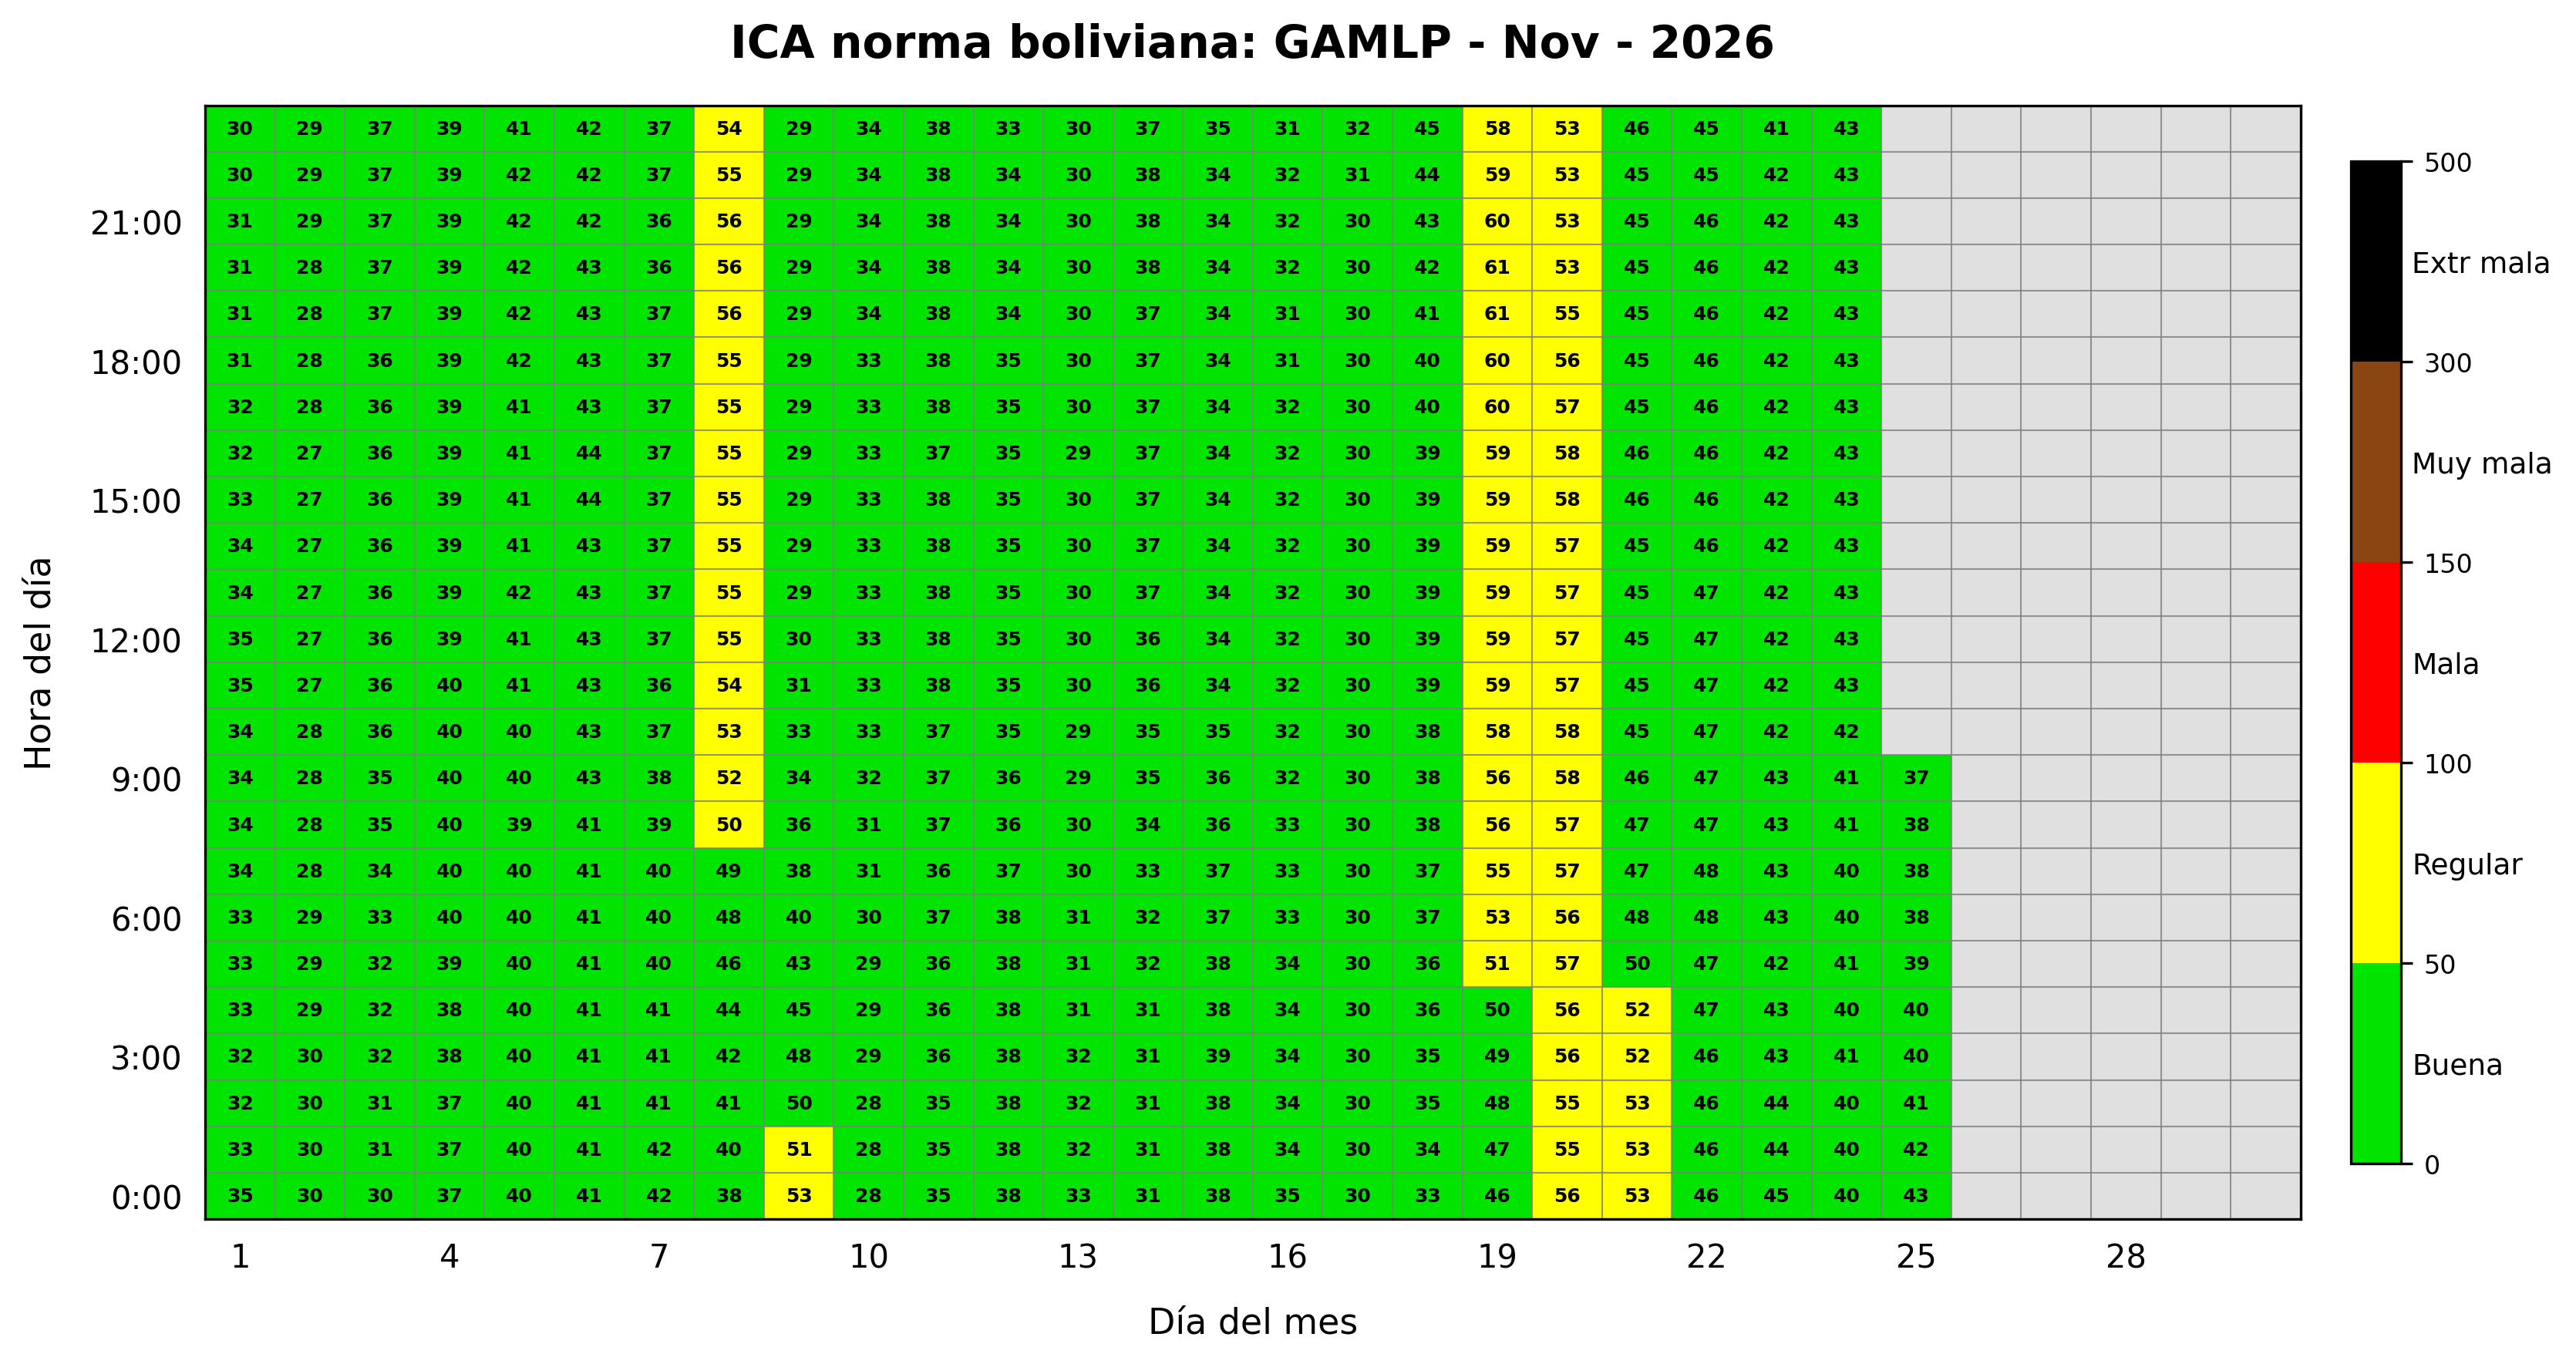 ICA norma boliviana: GAMLP - Nov - 2026
30 29 37 39 41 42 37 54 29 34 38 33 30 37 35 31 32 45 58 53 46 45 41 43
30 29 37 39 42 42 37 55 29 34 38 34 30 38 34 32 31 44 59 53 45 45 42 43
21:00 31 29 37 39 42 42 36 56 29 34 38 34 30 38 34 32 30 43 60 53 45 46 42 43
31 28 37 39 42 43 36 56 29 34 38 34 30 38 34 32 30 42 61 53 45 46 42 43
31 28 37 39 42 43 37 56 29 34 38 34 30 37 34 31 30 41 61 55 45 46 42 43
18:00 31 28 36 39 42 43 37 55 29 33 38 35 30 37 34 31 30 40 60 56 45 46 42 43
32 28 36 39 41 43 37 55 29 33 38 35 30 37 34 32 30 40 60 57 45 46 42 43
32 27 36 39 41 44 37 55 29 33 37 35 29 37 34 32 30 39 59 58 46 46 42 43
15:00 33 27 36 39 41 44 37 55 29 33 38 35 30 37 34 32 30 39 59 58 46 46 42 43
34 27 36 39 41 43 37 55 29 33 38 35 30 37 34 32 30 39 59 57 45 46 42 43
34 27 36 39 42 43 37 55 29 33 38 35 30 37 34 32 30 39 59 57 45 47 42 43
12:00 35 27 36 39 41 43 37 55 30 33 38 35 30 36 34 32 30 39 59 57 45 47 42 43
35 27 36 40 41 43 36 54 31 33 38 35 30 36 34 32 30 39 59 57 45 47 42 43
34 28 36 40 40 43 37 53 33 33 37 35 29 35 35 32 30 38 58 58 45 47 42 42
9:00 34 28 35 40 40 43 38 52 34 32 37 36 29 35 36 32 30 38 56 58 46 47 43 41 37
34 28 35 40 39 41 39 50 36 31 37 36 30 34 36 33 30 38 56 57 47 47 43 41 38
34 28 34 40 40 41 40 49 38 31 36 37 30 33 37 33 30 37 55 57 47 48 43 40 38
6:00 33 29 33 40 40 41 40 48 40 30 37 38 31 32 37 33 30 37 53 56 48 48 43 40 38
33 29 32 39 40 41 40 46 43 29 36 38 31 32 38 34 30 36 51 57 50 47 42 41 39
33 29 32 38 40 41 41 44 45 29 36 38 31 31 38 34 30 36 50 56 52 47 43 40 40
3:00 32 30 32 38 40 41 41 42 48 29 36 38 32 31 39 34 30 35 49 56 52 46 43 41 40
32 30 31 37 40 41 41 41 50 28 35 38 32 31 38 34 30 35 48 55 53 46 44 40 41
33 30 31 37 40 41 42 40 51 28 35 38 32 31 38 34 30 34 47 55 53 46 44 40 42
0:00 35 30 30 37 40 41 42 38 53 28 35 38 33 31 38 35 30 33 46 56 53 46 45 40 43
1 4 7 10 13 16 19 22 25 28
Día del mes
Hora del día
500
Extr mala
300
Muy mala
150
Mala
100
Regular
50
Buena
0